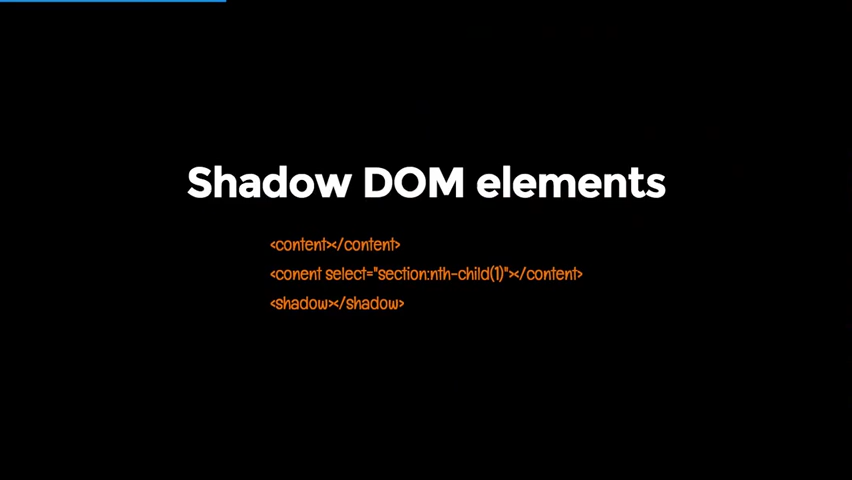 Shadow DOM elements
<content></content>
<conent select="section:nth-child(1)"></content>
<shadow></shadow>